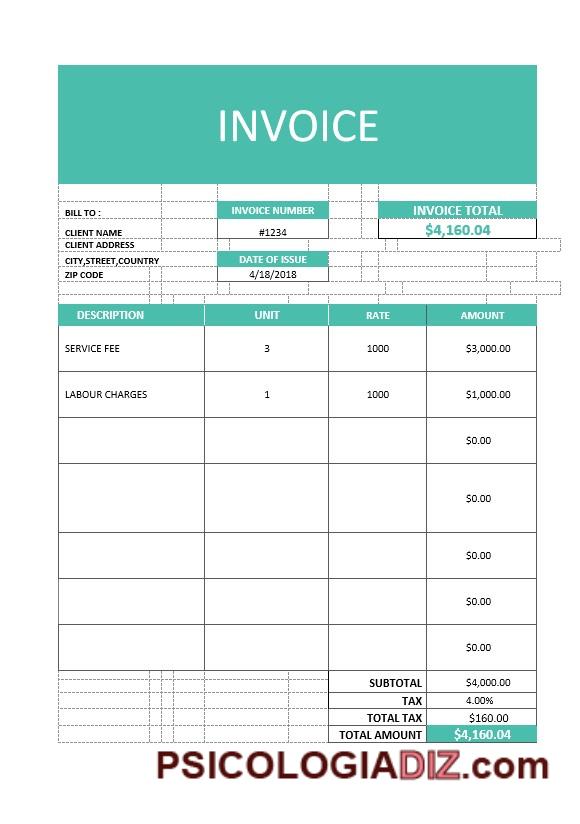 INVOICE
BILL TO :
INVOICE NUMBER
INVOICE TOTAL
CLIENT NAME
#1234
$4,160.04
CLIENT ADDRESS
CITY,STREET,COUNTRY
DATE OF ISSUE
ZIP CODE
4/18/2018
DESCRIPTION UNIT RATE AMOUNT
SERVICE FEE 3 1000 $3,000.00
LABOUR CHARGES 1 1000 $1,000.00
$0.00
$0.00
$0.00
$0.00
$0.00
SUBTOTAL $4,000.00
TAX 4.00%
TOTAL TAX $160.00
TOTAL AMOUNT $4,160.04
PSICOLOGIADIZ.com